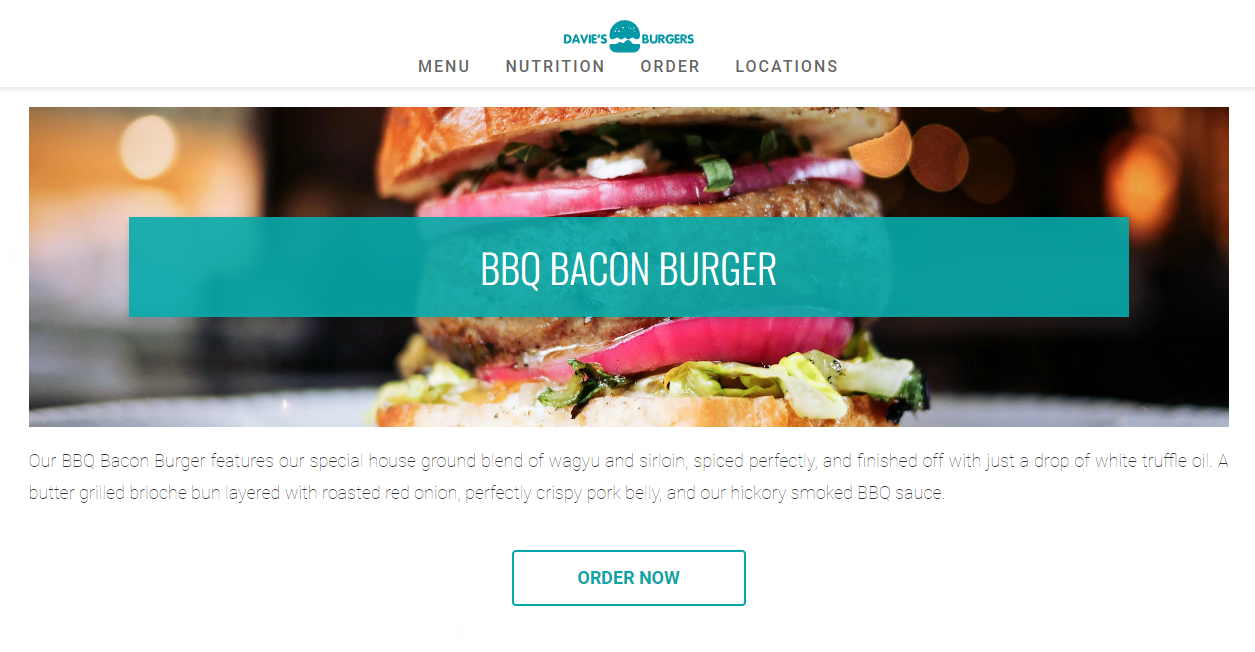 DAVIE'S BURGERS
MENU NUTRITION ORDER LOCATIONS
BBQ BACON BURGER
Our BBQ Bacon Burger features our special house ground blend of wagyu and sirloin, spiced perfectly, and finished off with just a drop of white truffle oil. A
butter grilled brioche bun layered with roasted red onion, perfectly crispy pork belly, and our hickory smoked BBQ sauce.
ORDER NOW